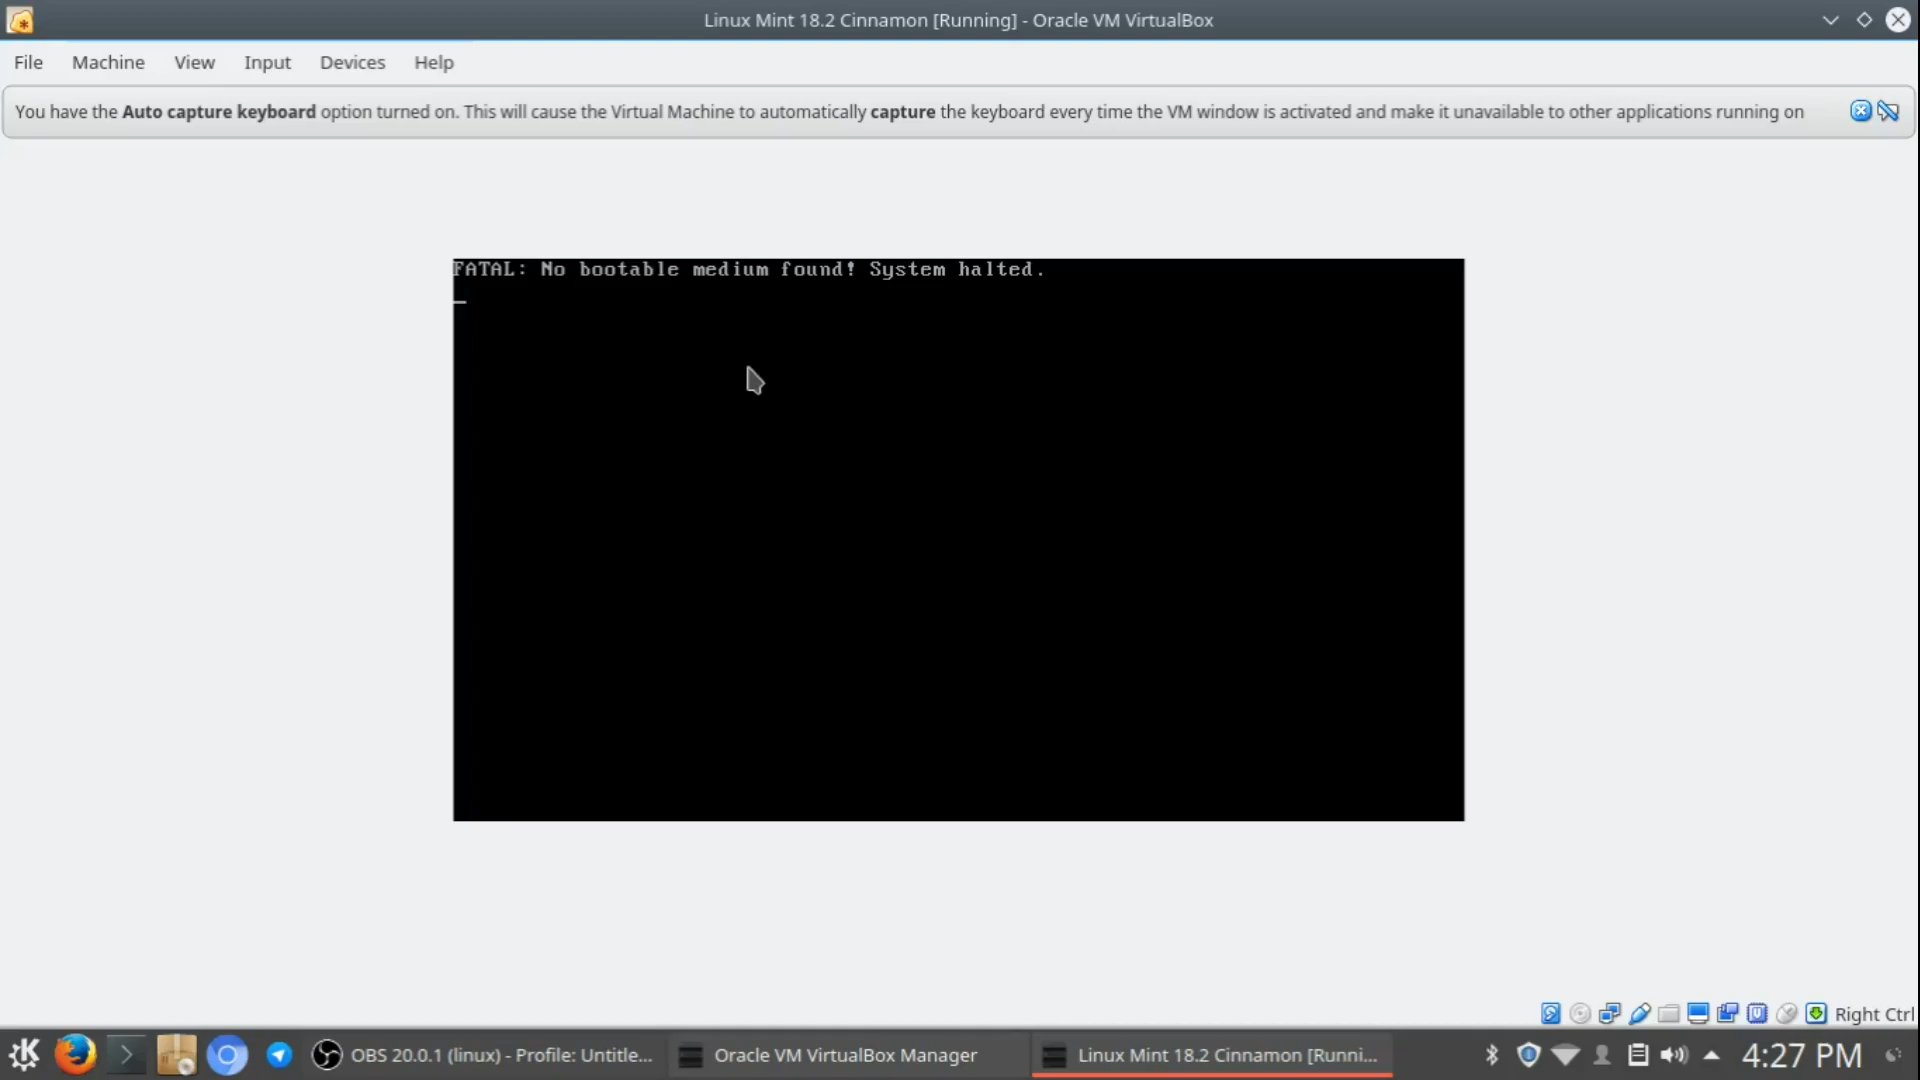 Linux Mint 18.2 Cinnamon [Running] - Oracle VM VirtualBox
File Machine View Input Devices Help
You have the Auto capture keyboard option turned on. This will cause the Virtual Machine to automatically capture the keyboard every time the VM window is activated and make it unavailable to other applications running on
FATAL: No bootable medium found! System halted.
_
Right Ctrl
OBS 20.0.1 (linux) - Profile: Untitle... Oracle VM VirtualBox Manager Linux Mint 18.2 Cinnamon [Runni... 4:27 PM